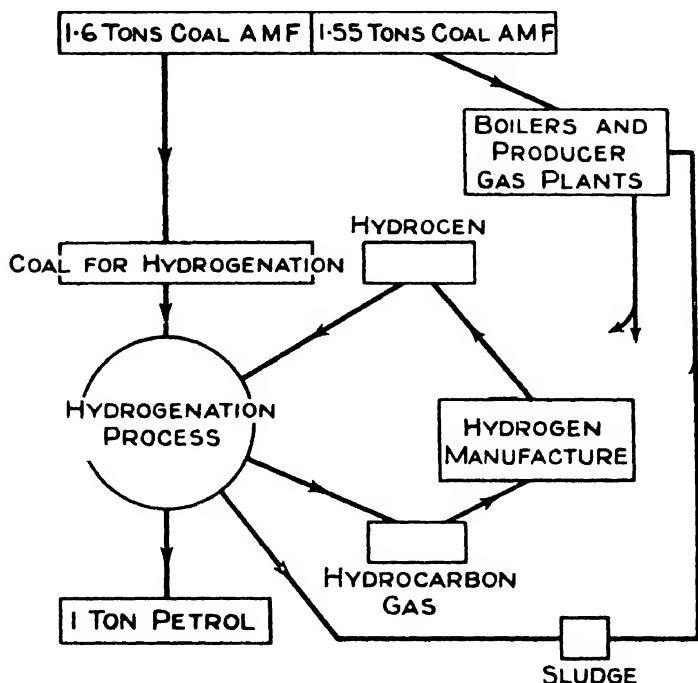 1·6 TONS COAL AMF
1·55 TONS COAL AMF
BOILERS AND
PRODUCER
GAS PLANTS
HYDROCEN
COAL FOR HYDROGENATION
HYDROGENATION
PROCESS
HYDROGEN
MANUFACTURE
HYDROCARBON
GAS
1 TON PETROL
SLUDGE